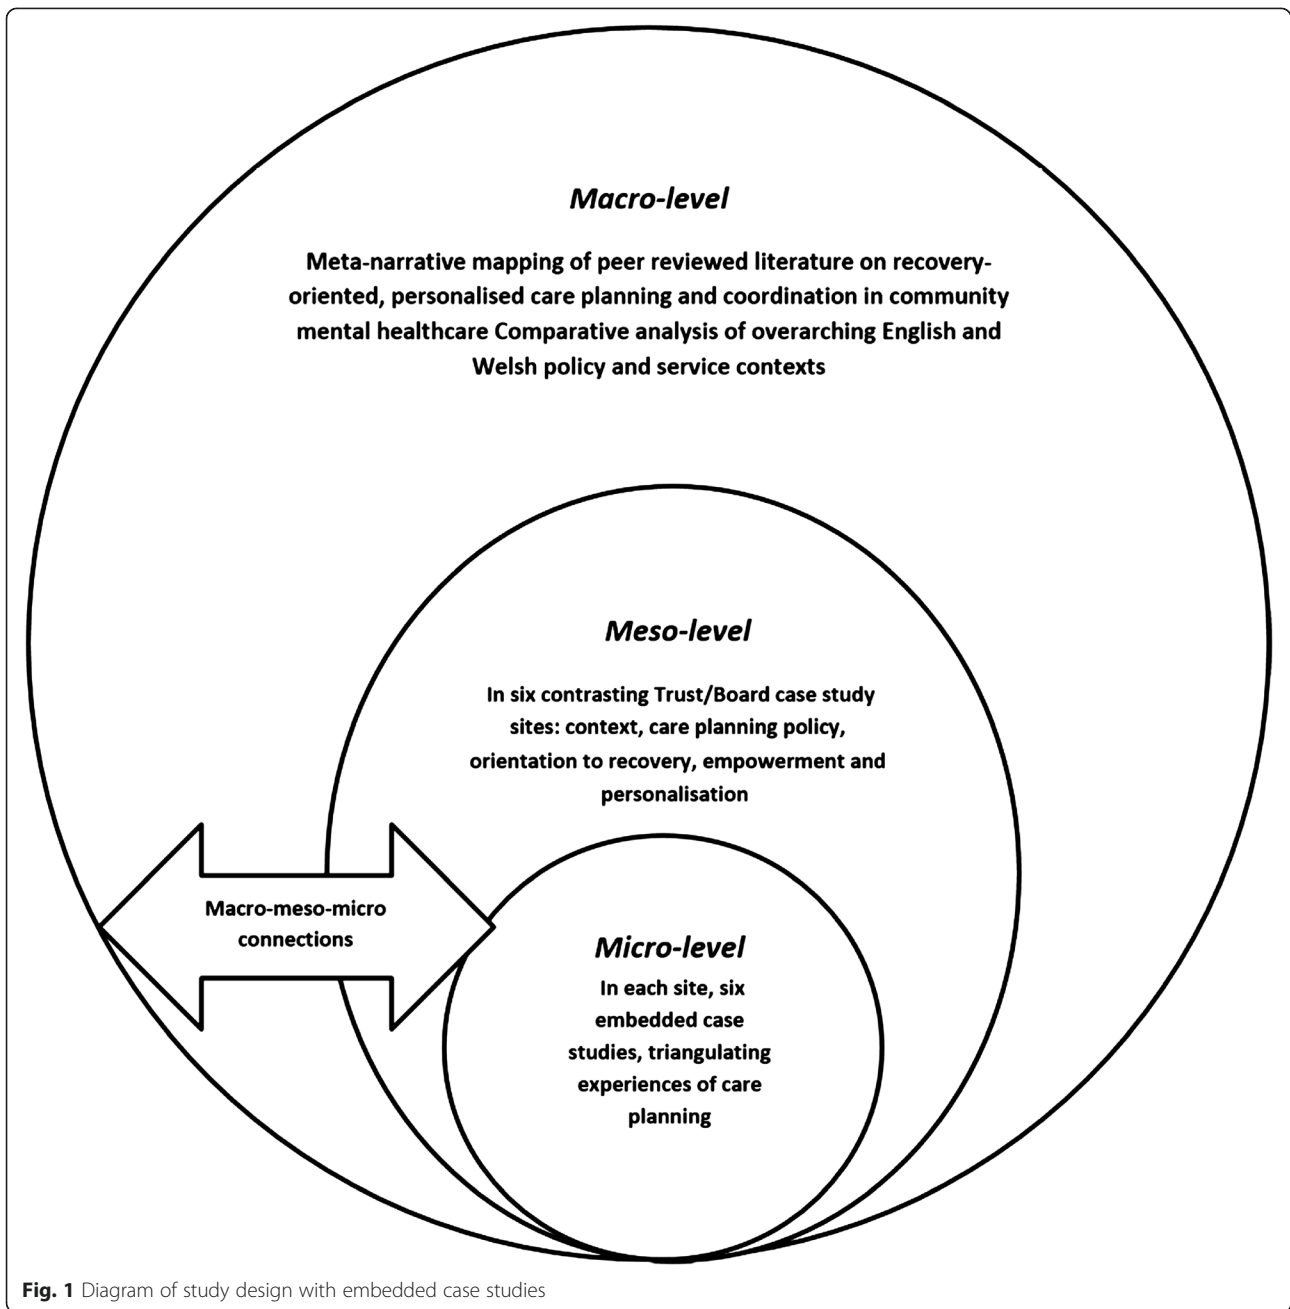 Macro-level
Meta-narrative mapping of peer reviewed literature on recovery-
oriented, personalised care planning and coordination in community
mental healthcare Comparative analysis of overarching English and
Welsh policy and service contexts
Meso-level
In six contrasting Trust/Board case study
sites: context, care planning policy,
orientation to recovery, empowerment and
personalisation
Macro-meso-micro
connections
Micro-level
In each site, six
embedded case
studies, triangulating
experiences of care
planning
Fig. 1 Diagram of study design with embedded case studies